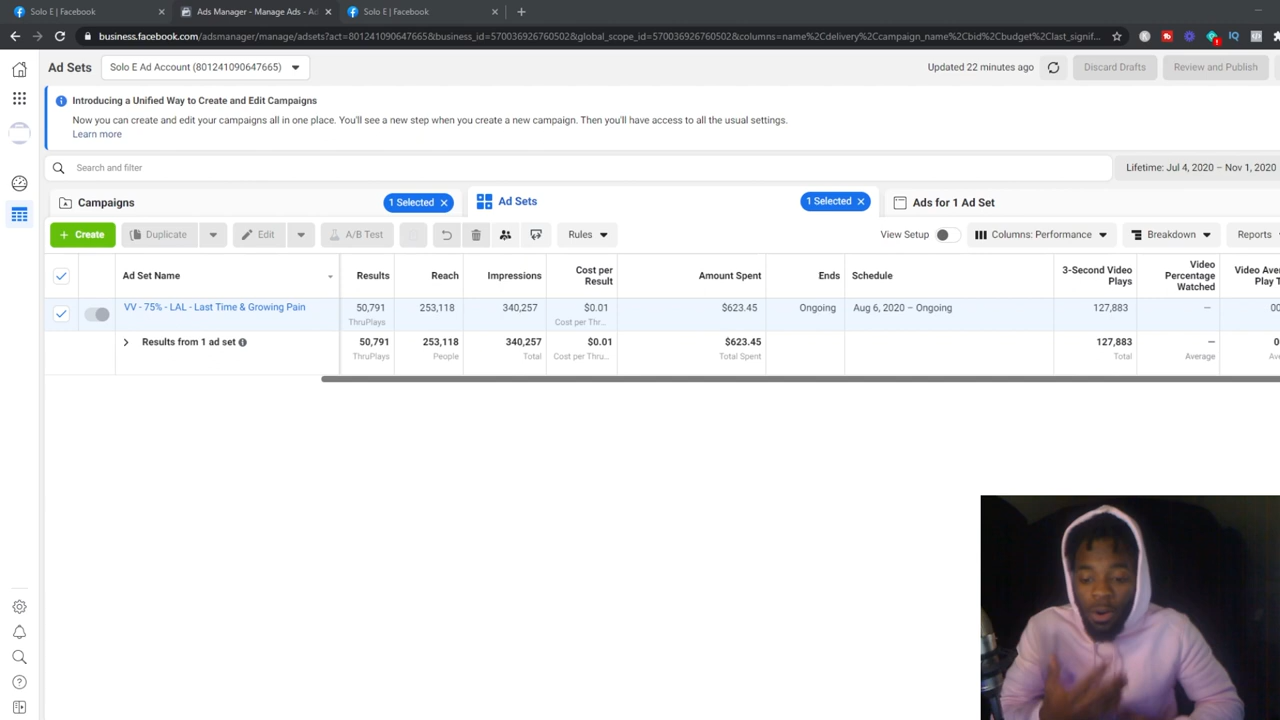 Solo E | Facebook
Ads Manager - Manage Ads - Ad
Solo E | Facebook
business.facebook.com/adsmanager/manage/adsets?act=801241090647665&business_id=570036926760502&global_scope_id=570036926760502&columns=name%2Cdelivery%2Ccampaign_name%2Cbid%2Cbudget%2Clast_signif...
Ad Sets
Solo E Ad Account (801241090647665)
Updated 22 minutes ago
Discard Drafts
Review and Publish
Introducing a Unified Way to Create and Edit Campaigns
Now you can create and edit your campaigns all in one place. You'll see a new step when you create a new campaign. Then you'll have access to all the usual settings.
Learn more
Search and filter
Lifetime: Jul 4, 2020 – Nov 1, 2020
Campaigns
1 Selected
Ad Sets
1 Selected
Ads for 1 Ad Set
+ Create
Duplicate
Edit
A/B Test
Rules
View Setup
Columns: Performance
Breakdown
Reports
Ad Set Name
Results
Reach
Impressions
Cost per
Result
Amount Spent
Ends
Schedule
3-Second Video
Plays
Video
Percentage
Watched
Video Aver
Play T
VV - 75% - LAL - Last Time & Growing Pain
50,791
ThruPlays
253,118
340,257
$0.01
Cost per Thr...
$623.45
Ongoing
Aug 6, 2020 – Ongoing
127,883
—
00
Results from 1 ad set
50,791
ThruPlays
253,118
People
340,257
Total
$0.01
Cost per Thru...
$623.45
Total Spent
127,883
Total
—
Average
0
Ave